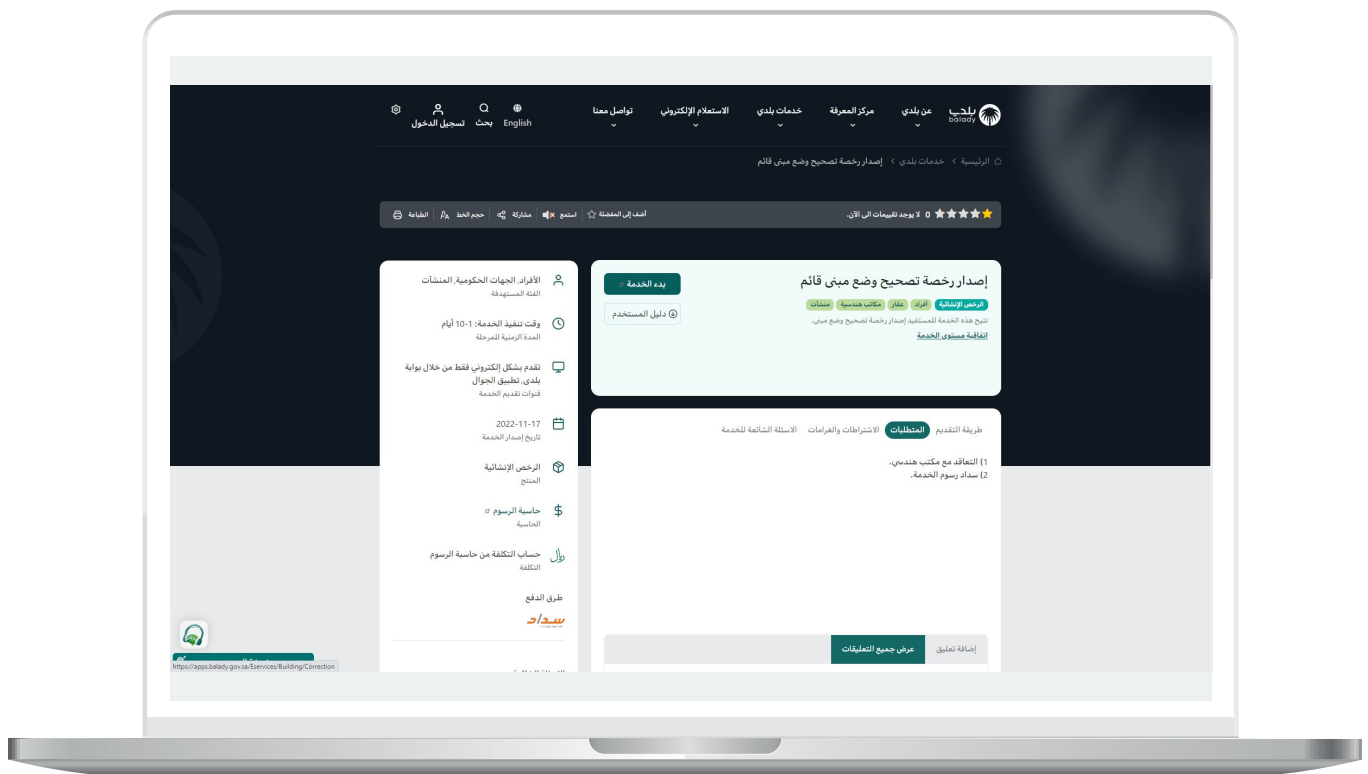 بلدي
balady
عن بلدي
مركز المعرفة
خدمات بلدي
الاستعلام الإلكتروني
تواصل معنا
English
بحث
تسجيل الدخول
الرئيسية > خدمات بلدي > إصدار رخصة تصحيح وضع مبنى قائم
0 لا يوجد تقييمات الى الآن.
أضف إلى المفضلة
استمع
مشاركة
حجم الخط
الطباعة
إصدار رخصة تصحيح وضع مبنى قائم
الرخص الإنشائية أفراد عقار مكاتب هندسية منشآت
تتيح هذه الخدمة للمستفيد إصدار رخصة تصحيح وضع مبنى.
اتفاقية مستوى الخدمة
بدء الخدمة
دليل المستخدم
طريقة التقديم المتطلبات الاشتراطات والغرامات الاسئلة الشائعة للخدمة
1) التعاقد مع مكتب هندسي.
2) سداد رسوم الخدمة.
إضافة تعليق
عرض جميع التعليقات
الأفراد, الجهات الحكومية, المنشآت
الفئة المستهدفة
وقت تنفيذ الخدمة: 1-10 أيام
المدة الزمنية للمرحلة
تقدم بشكل إلكتروني فقط من خلال بوابة
بلدي, تطبيق الجوال
قنوات تقديم الخدمة
2022-11-17
تاريخ إصدار الخدمة
الرخص الإنشائية
المنتج
حاسبة الرسوم
الحاسبة
حساب التكلفة من حاسبة الرسوم
التكلفة
طرق الدفع
سداد
https://apps.balady.gov.sa/Eservices/Building/Correction